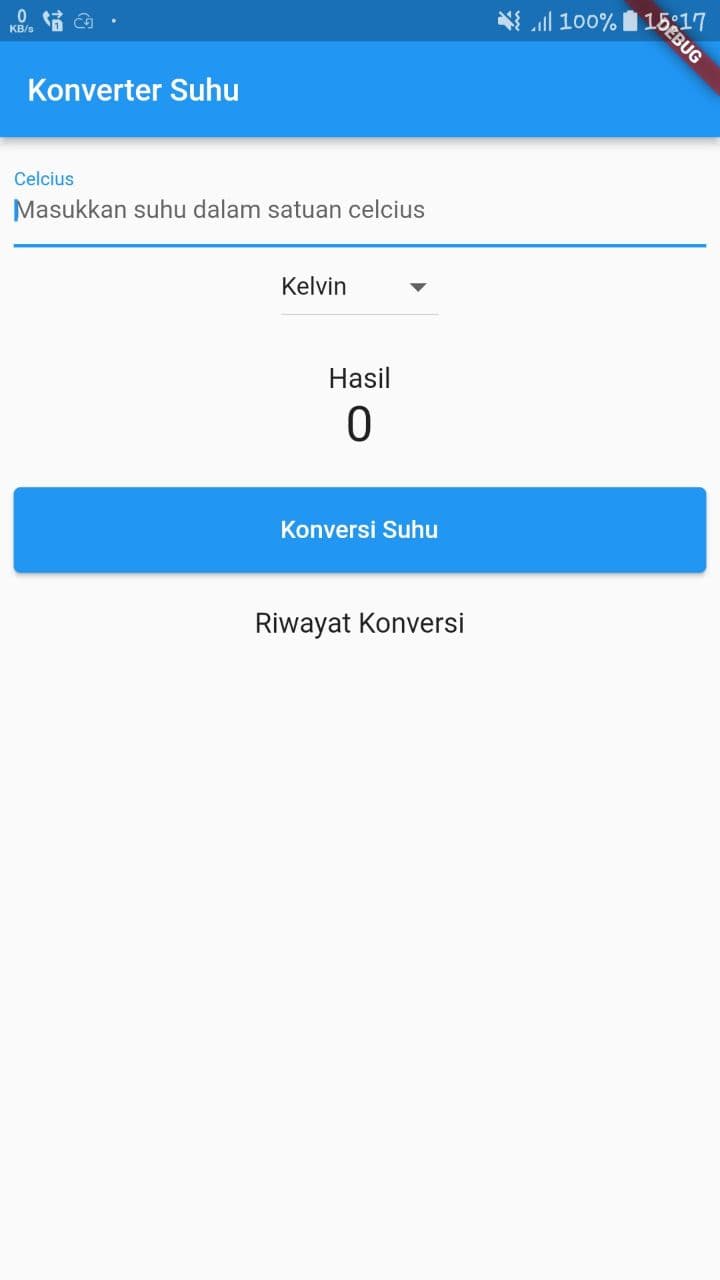 0
KB/s
1
100%
15:17
DEBUG
Konverter Suhu
Celcius
Masukkan suhu dalam satuan celcius
Kelvin
Hasil
0
Konversi Suhu
Riwayat Konversi